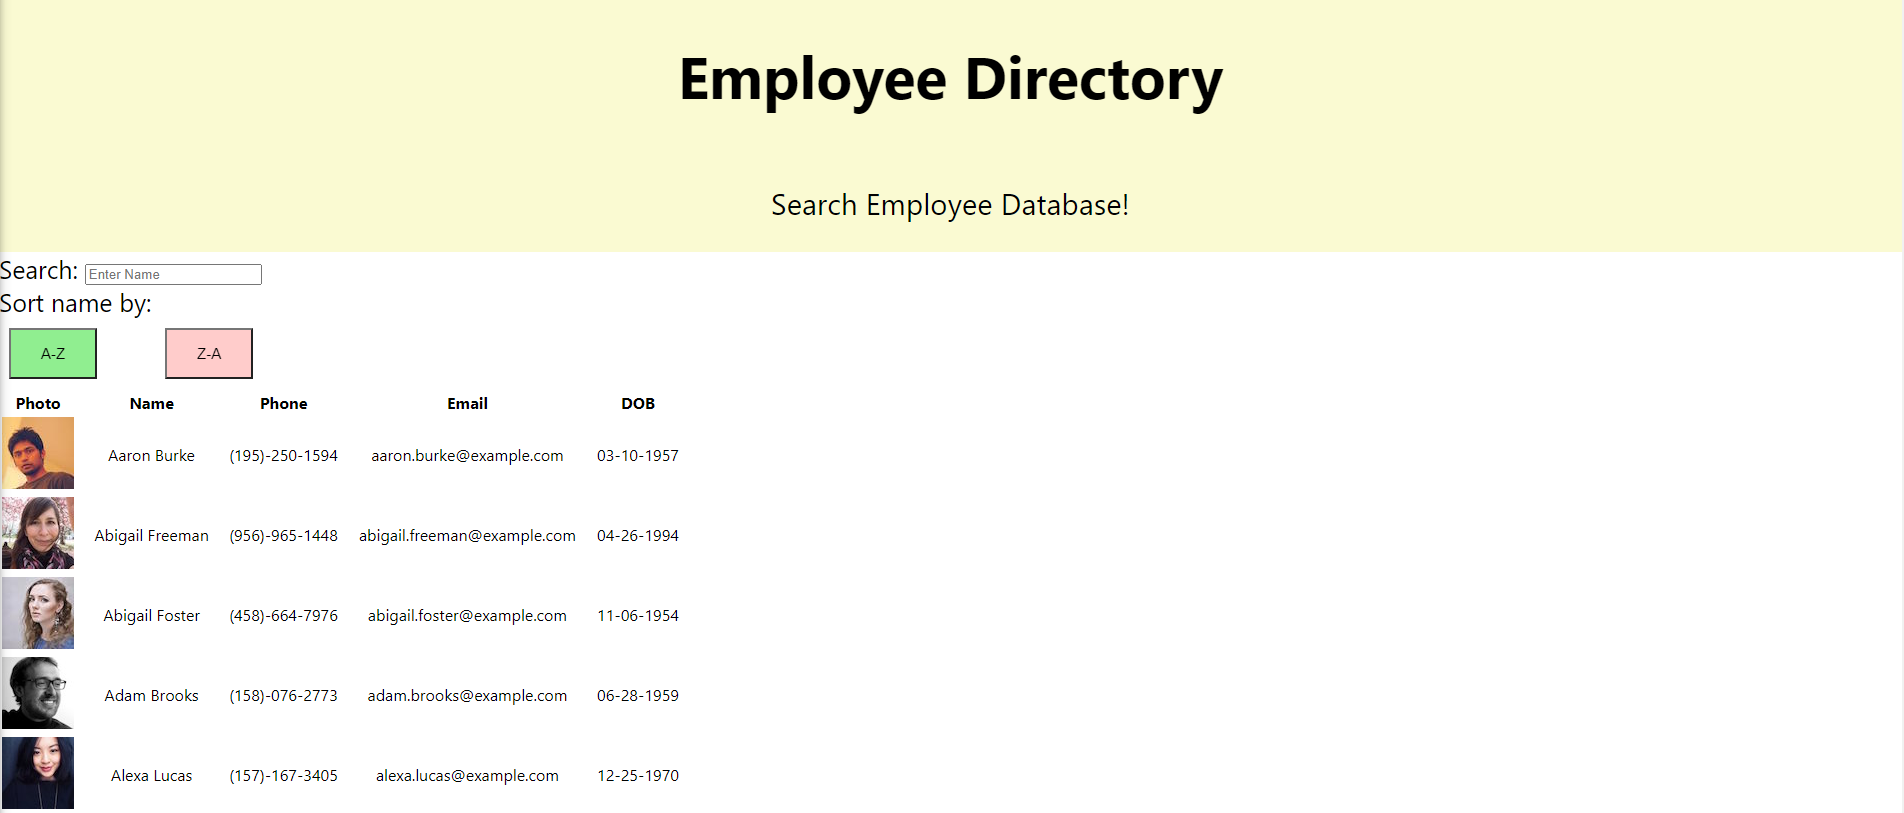 Employee Directory
Search Employee Database!
Search: Enter Name
Sort name by:
A-Z Z-A
Photo Name Phone Email DOB
Aaron Burke (195)-250-1594 aaron.burke@example.com 03-10-1957
Abigail Freeman (956)-965-1448 abigail.freeman@example.com 04-26-1994
Abigail Foster (458)-664-7976 abigail.foster@example.com 11-06-1954
Adam Brooks (158)-076-2773 adam.brooks@example.com 06-28-1959
Alexa Lucas (157)-167-3405 alexa.lucas@example.com 12-25-1970